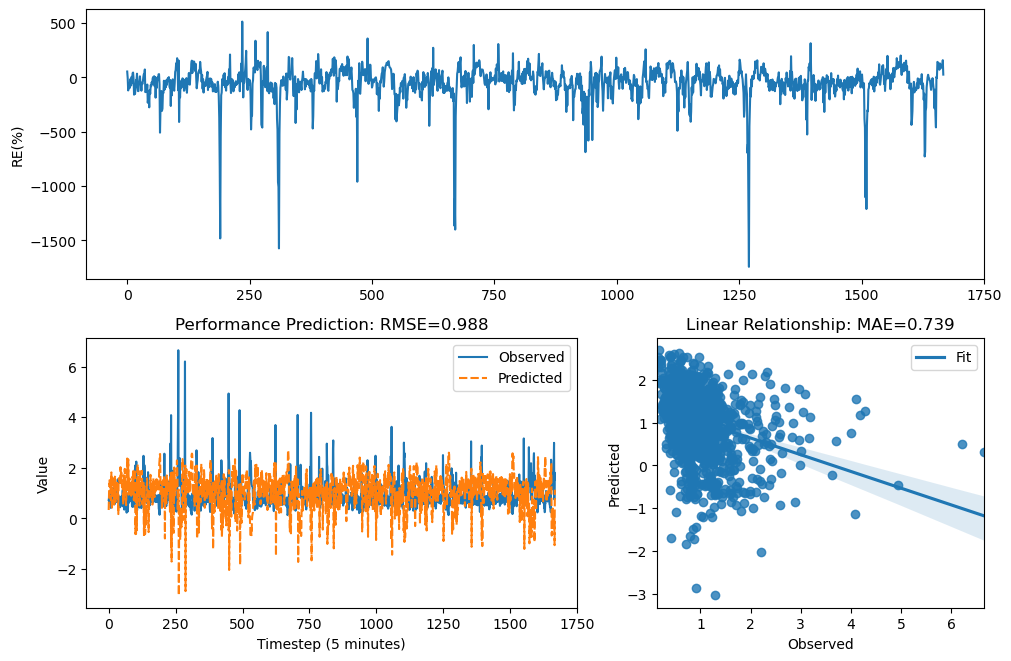 RE(%)
500
0
−500
−1000
−1500
0 250 500 750 1000 1250 1500 1750
Performance Prediction: RMSE=0.988
Observed
Predicted
Value
6
4
2
0
−2
0 250 500 750 1000 1250 1500 1750
Timestep (5 minutes)
Linear Relationship: MAE=0.739
Fit
Predicted
2
1
0
−1
−2
−3
1 2 3 4 5 6
Observed